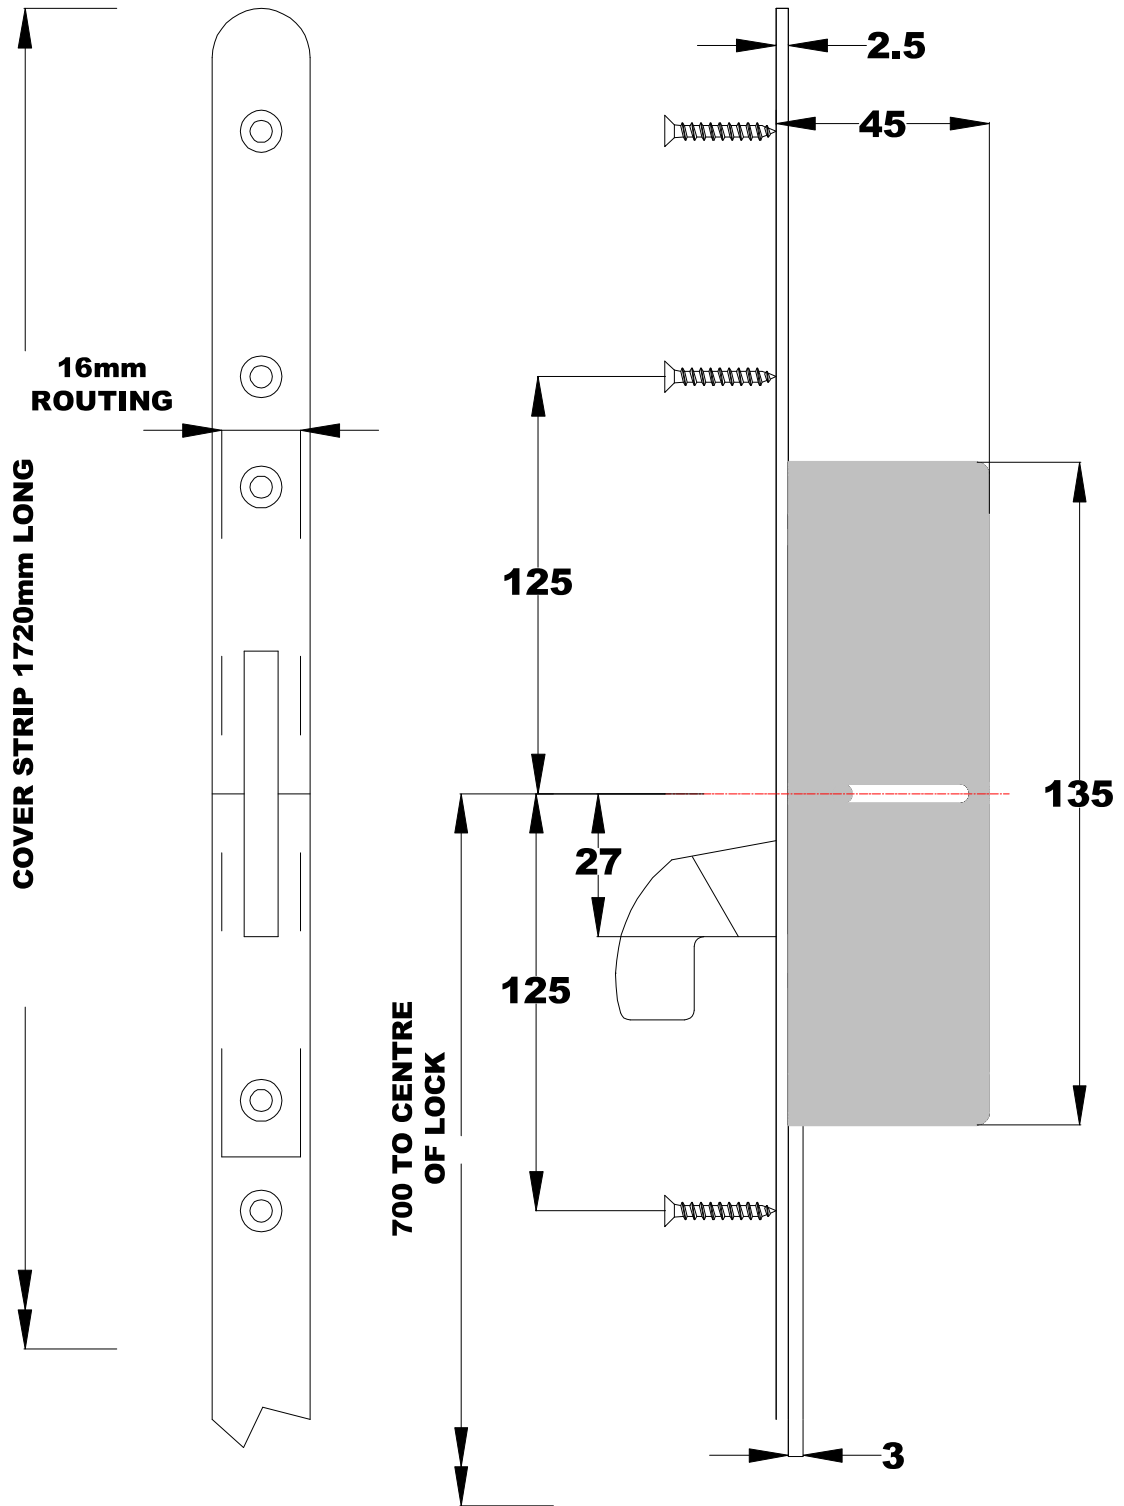 2.5
45
16mm
ROUTING
COVER STRIP 1720mm LONG
125
135
27
125
700 TO CENTRE
OF LOCK
3